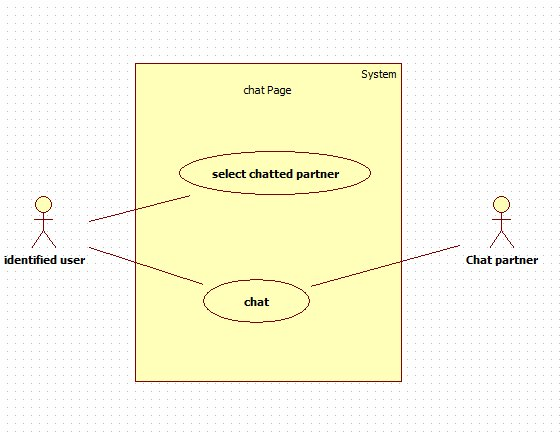 System
chat Page
select chatted partner
identified user
Chat partner
chat